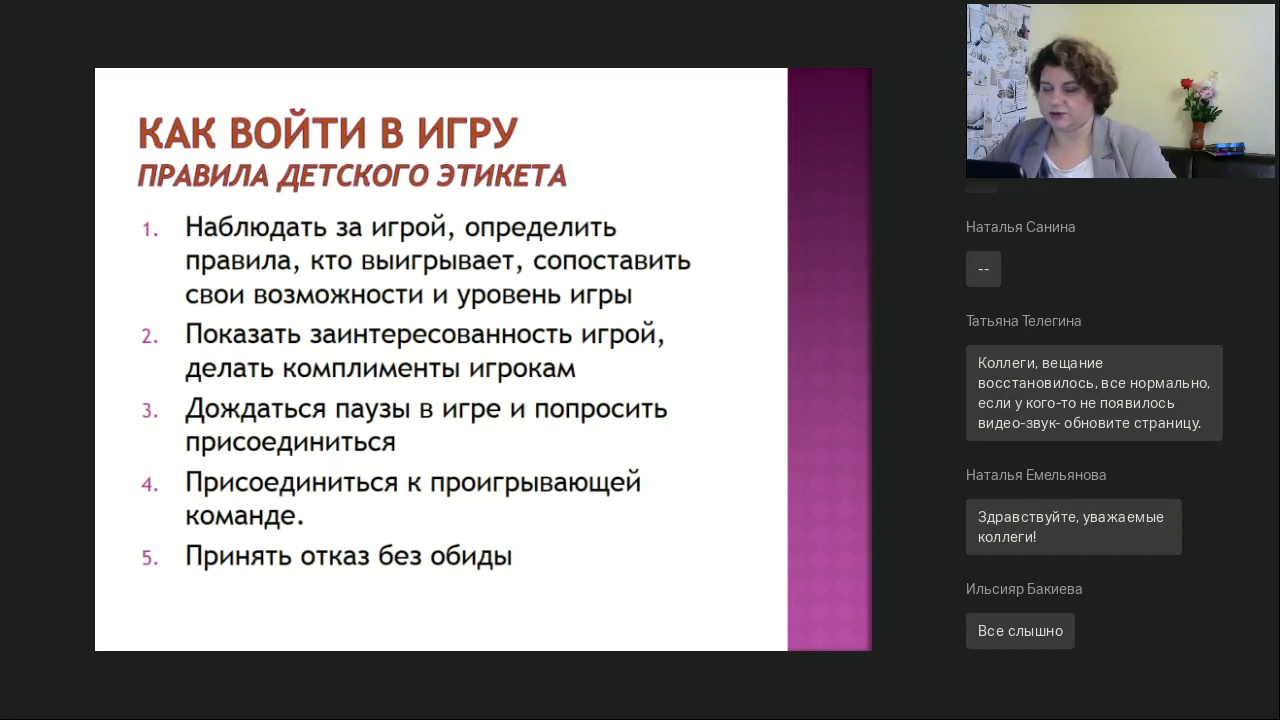 КАК ВОЙТИ В ИГРУ
ПРАВИЛА ДЕТСКОГО ЭТИКЕТА
1. Наблюдать за игрой, определить
правила, кто выигрывает, сопоставить
свои возможности и уровень игры
2. Показать заинтересованность игрой,
делать комплименты игрокам
3. Дождаться паузы в игре и попросить
присоединиться
4. Присоединиться к проигрывающей
команде.
5. Принять отказ без обиды
Наталья Санина
--
Татьяна Телегина
Коллеги, вещание
восстановилось, все нормально,
если у кого-то не появилось
видео-звук- обновите страницу.
Наталья Емельянова
Здравствуйте, уважаемые
коллеги!
Ильсияр Бакиева
Все слышно